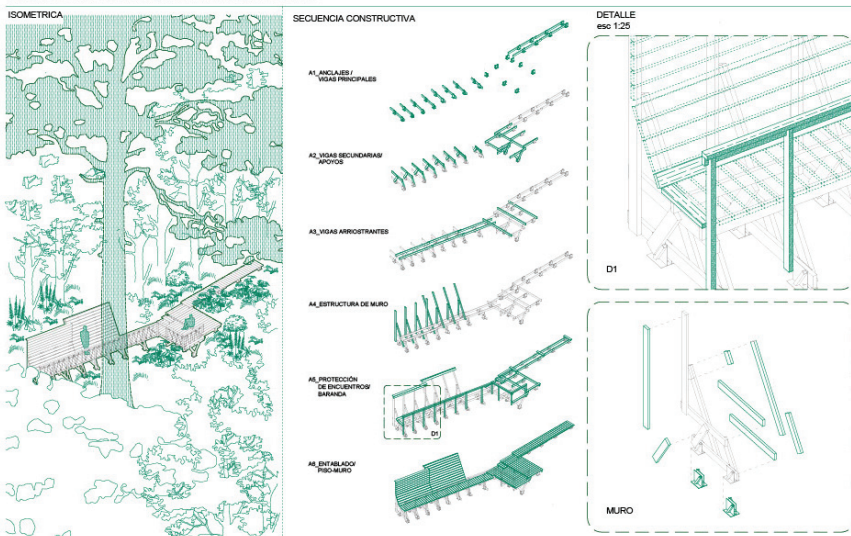 ISOMETRICA
SECUENCIA CONSTRUCTIVA
A1_ANCLAJES /
VIGAS PRINCIPALES
A2_VIGAS SECUNDARIAS/
APOYOS
A3_VIGAS ARRIOSTRANTES
A4_ESTRUCTURA DE MURO
A5_PROTECCIÓN
DE ENCUENTROS/
BARANDA
D1
A6_ENTABLADO/
PISO-MURO
DETALLE
esc 1:25
D1
MURO